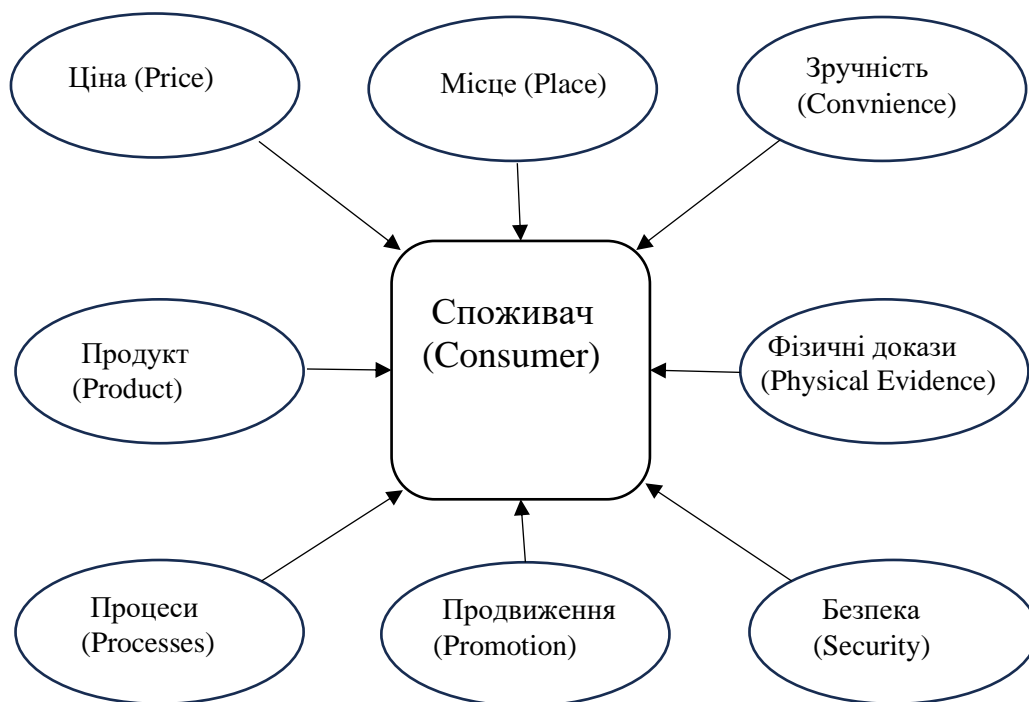 Ціна (Price)
Місце (Place)
Зручність
(Convnience)
Споживач
(Consumer)
Продукт
(Product)
Фізичні докази
(Physical Evidence)
Процеси
(Processes)
Продвиження
(Promotion)
Безпека
(Security)